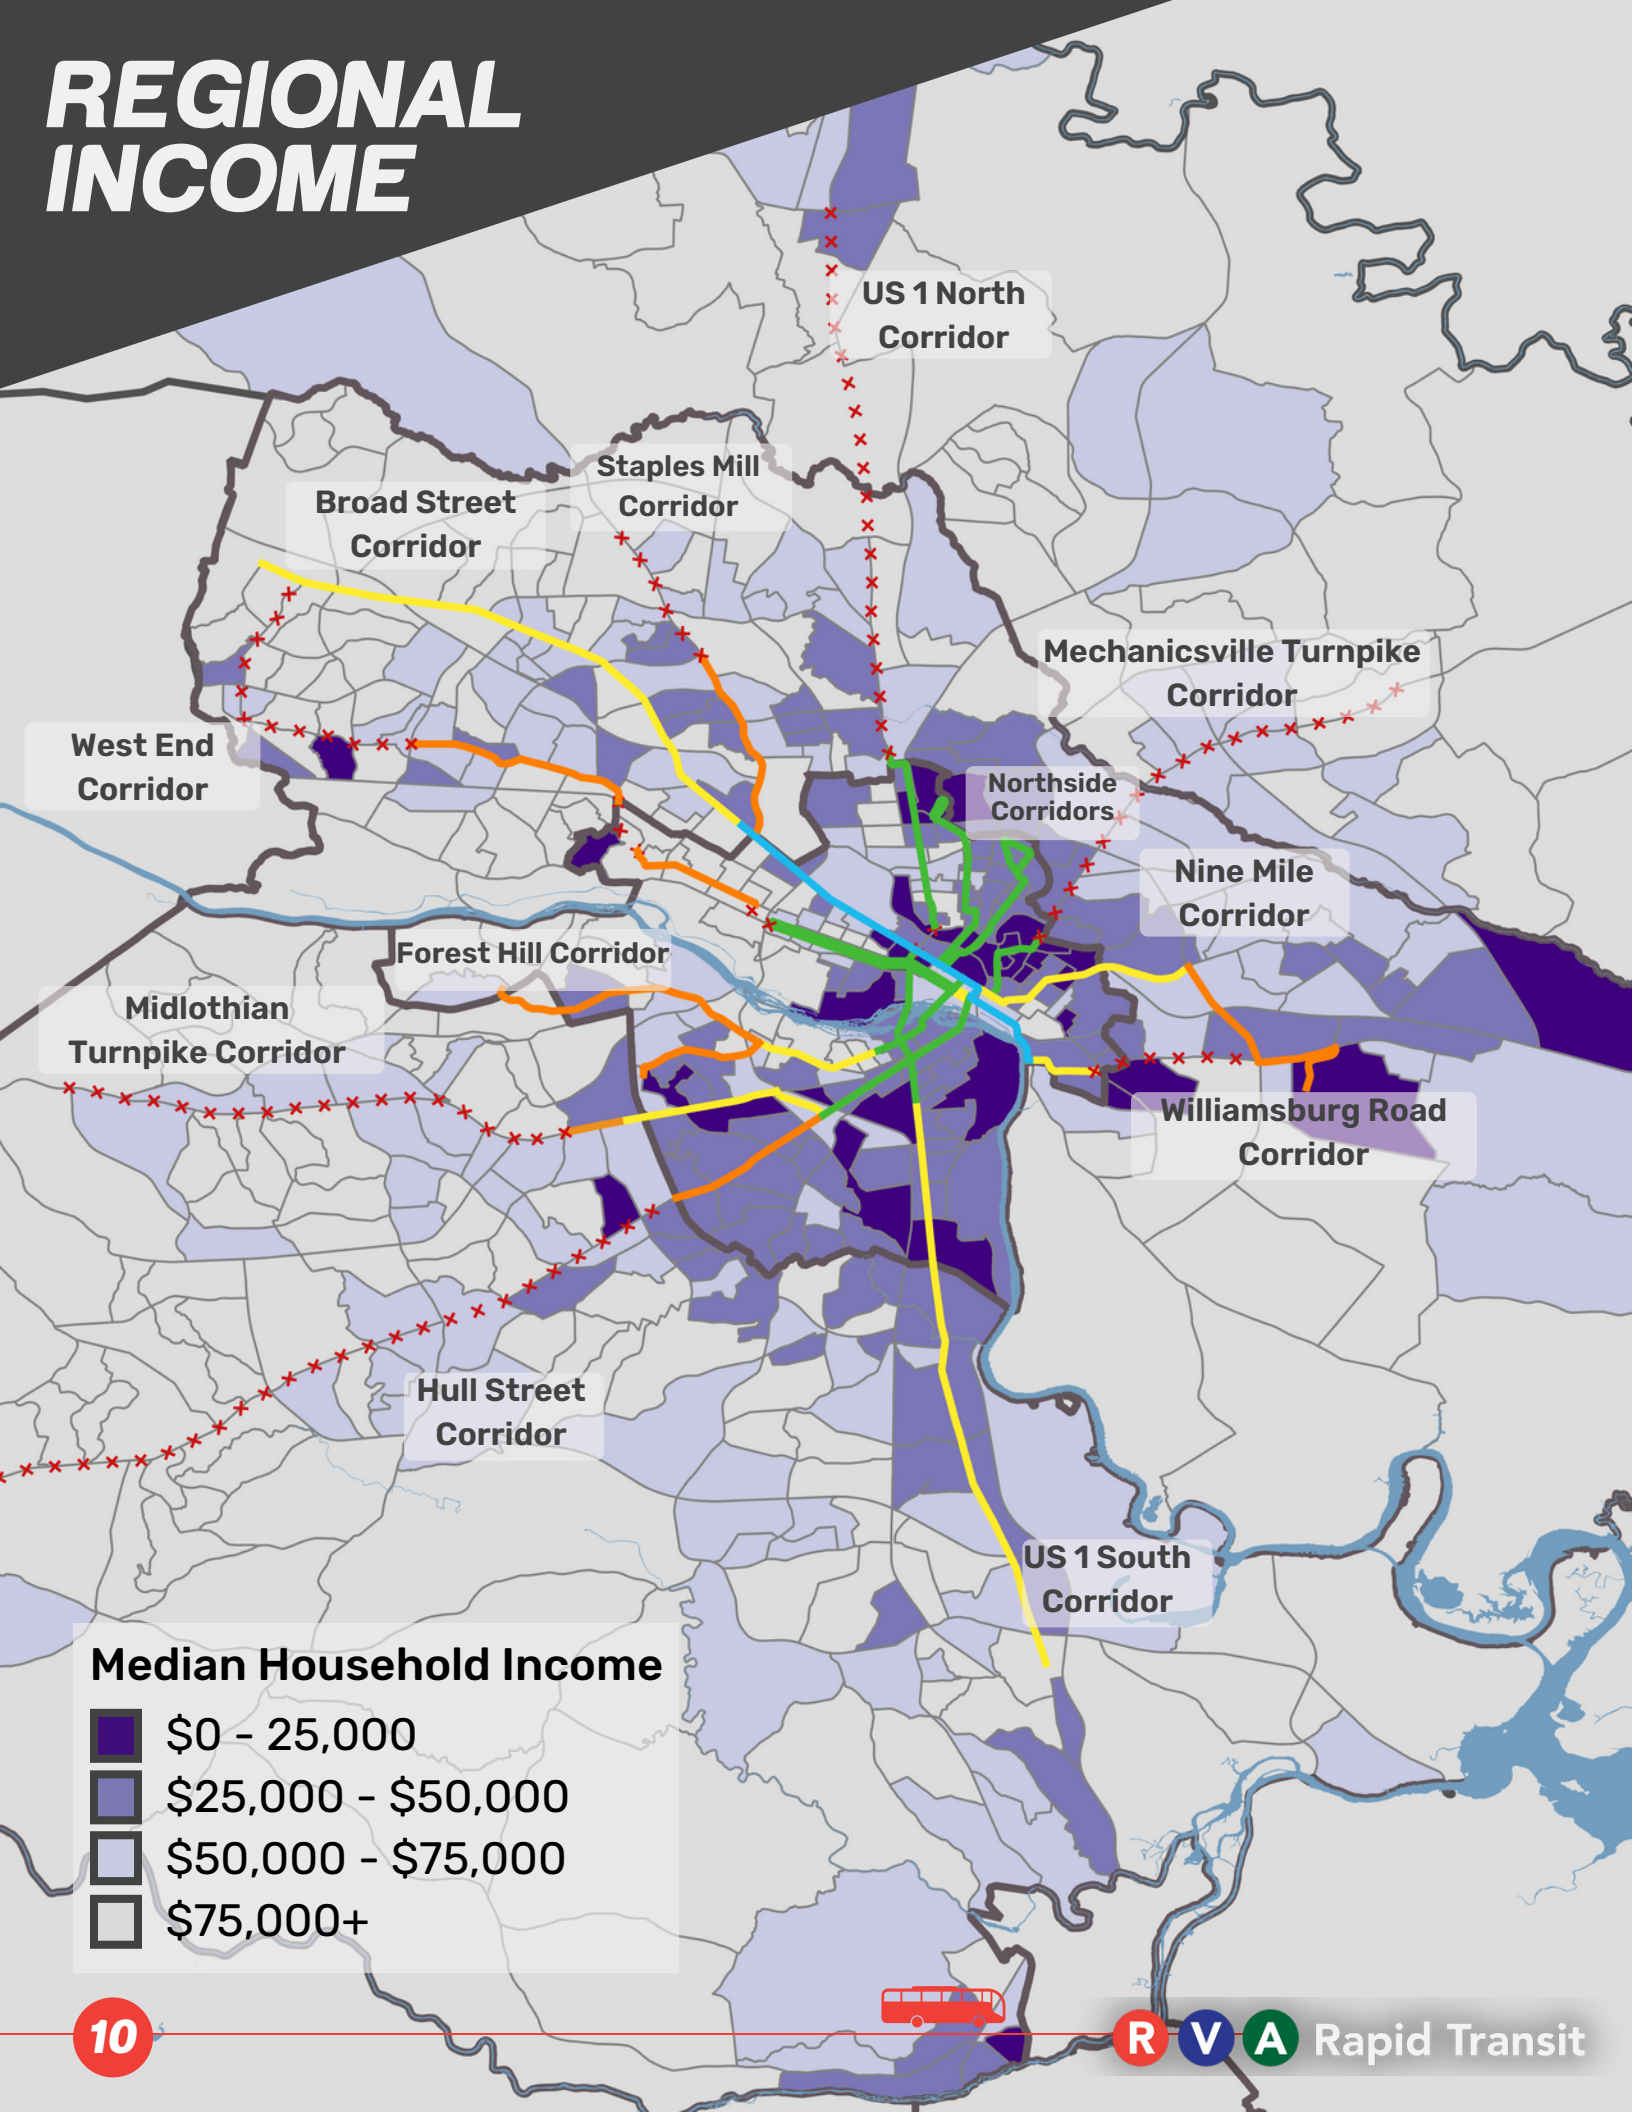 REGIONAL
INCOME
US 1 North
Corridor
Staples Mill
Corridor
Broad Street
Corridor
Mechanicsville Turnpike
Corridor
West End
Corridor
Northside
Corridors
Nine Mile
Corridor
Forest Hill Corridor
Midlothian
Turnpike Corridor
Williamsburg Road
Corridor
Hull Street
Corridor
US 1 South
Corridor
Median Household Income
$0 - 25,000
$25,000 - $50,000
$50,000 - $75,000
$75,000+
10
R V A Rapid Transit